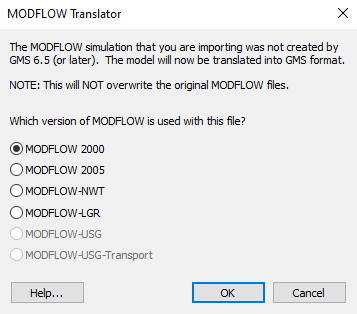 MODFLOW Translator
The MODFLOW simulation that you are importing was not created by
GMS 6.5 (or later).  The model will now be translated into GMS format.
NOTE: This will NOT overwrite the original MODFLOW files.
Which version of MODFLOW is used with this file?
MODFLOW 2000
MODFLOW 2005
MODFLOW-NWT
MODFLOW-LGR
MODFLOW-USG
MODFLOW-USG-Transport
Help... OK Cancel